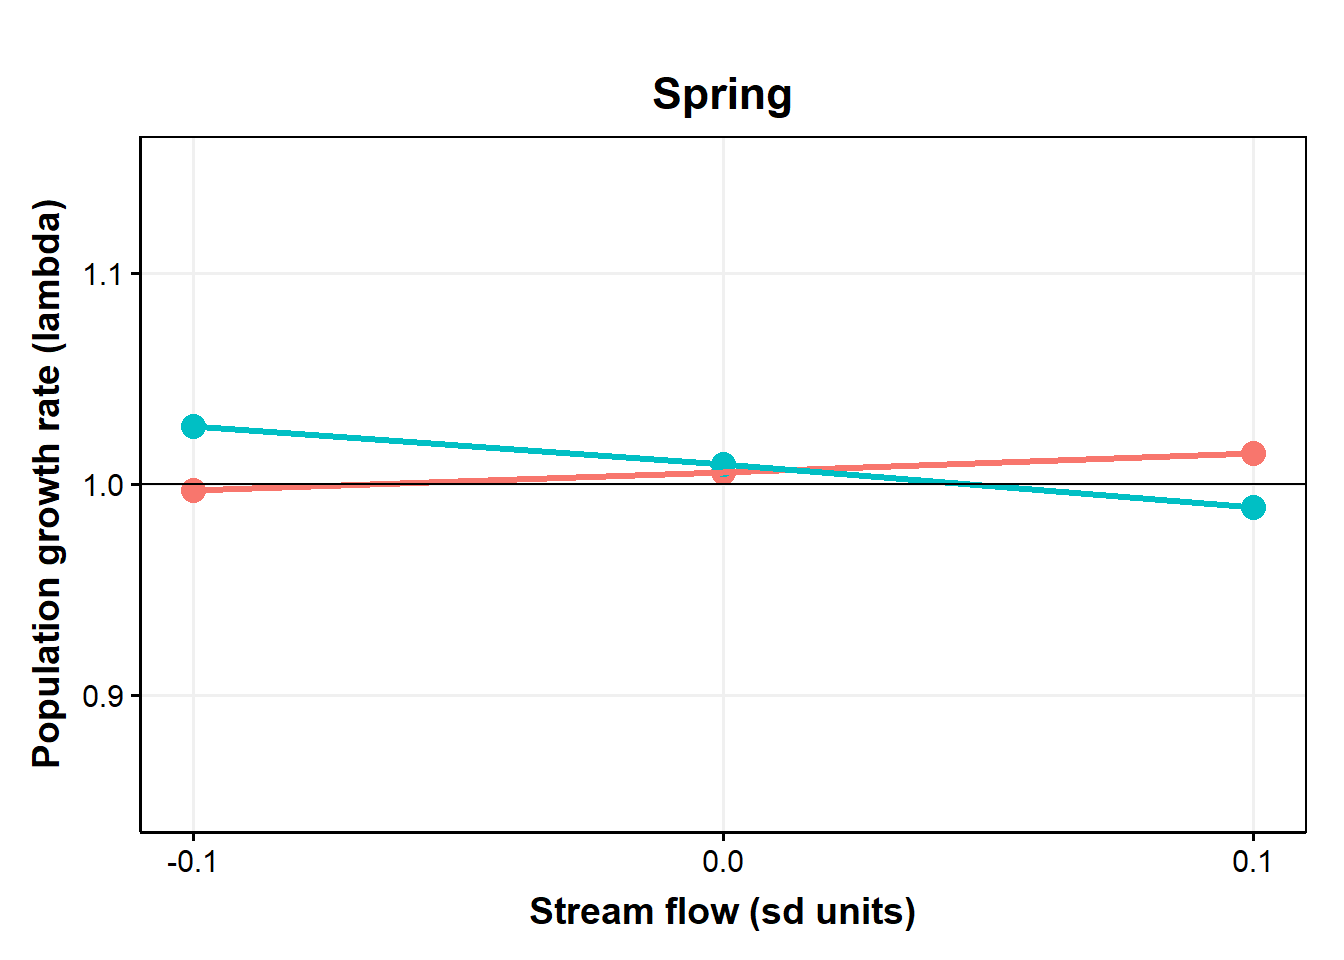 Spring
Population growth rate (lambda)
1.1
1.0
0.9
-0.1
0.0
0.1
Stream flow (sd units)